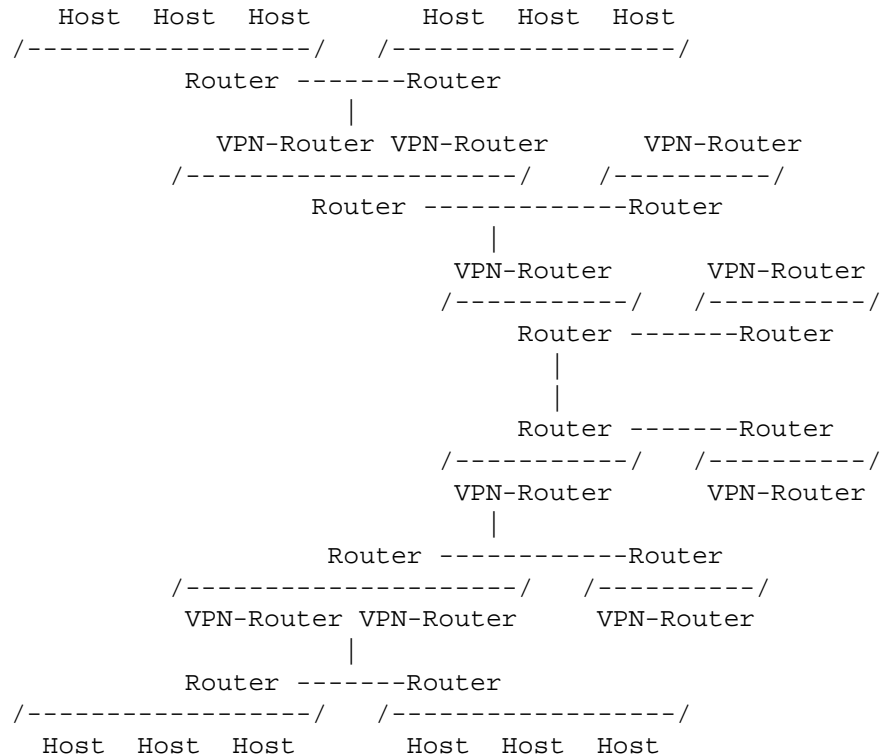 Host Host Host Host Host Host
/------------------/ /------------------/
Router -------Router
|
VPN-Router VPN-Router VPN-Router
/---------------------/ /----------/
Router -------------Router
|
VPN-Router VPN-Router
/-----------/ /----------/
Router -------Router
|
|
Router -------Router
/-----------/ /----------/
VPN-Router VPN-Router
|
Router ------------Router
/---------------------/ /----------/
VPN-Router VPN-Router VPN-Router
|
Router -------Router
/------------------/ /------------------/
Host Host Host Host Host Host